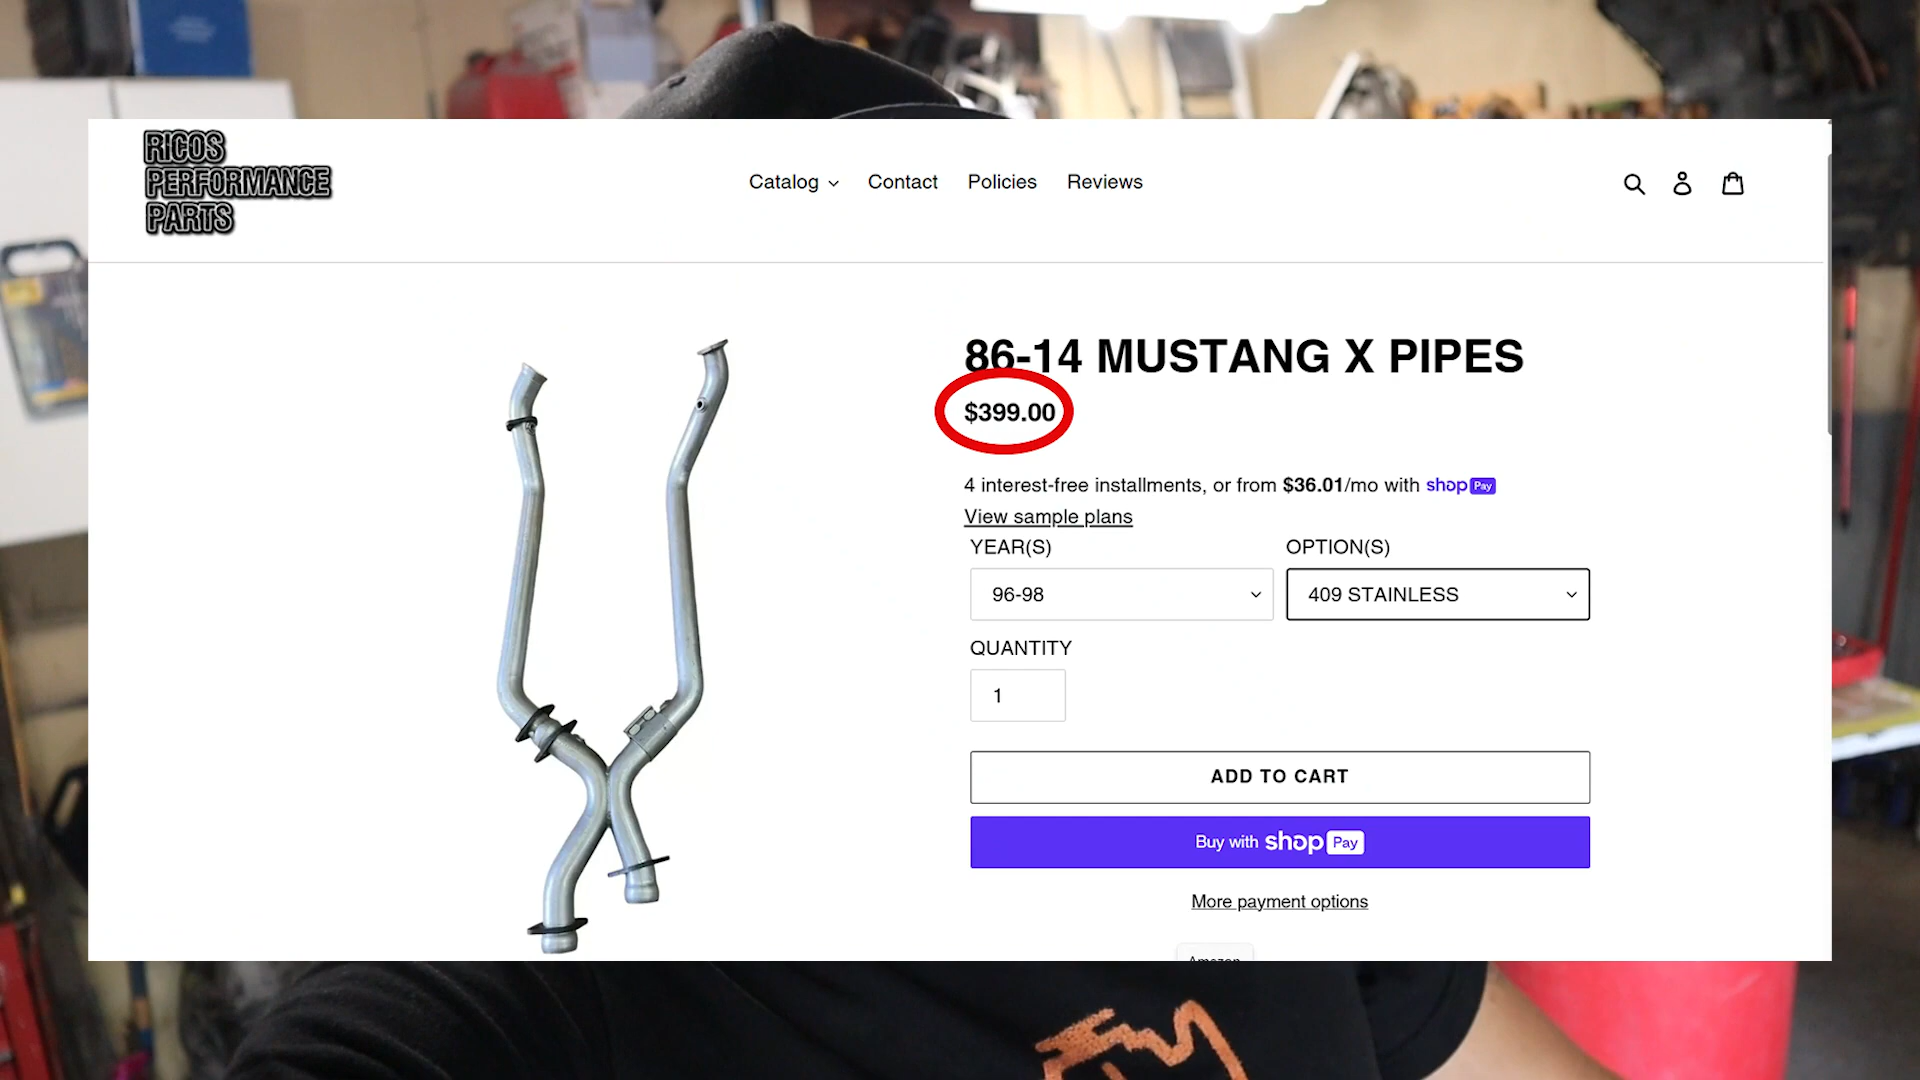 RICOS
PERFORMANCE
PARTS
Catalog
Contact
Policies
Reviews
86-14 MUSTANG X PIPES
$399.00
4 interest-free installments, or from $36.01/mo with shop Pay
View sample plans
YEAR(S)
OPTION(S)
96-98
409 STAINLESS
QUANTITY
1
ADD TO CART
Buy with shop Pay
More payment options
Amazon